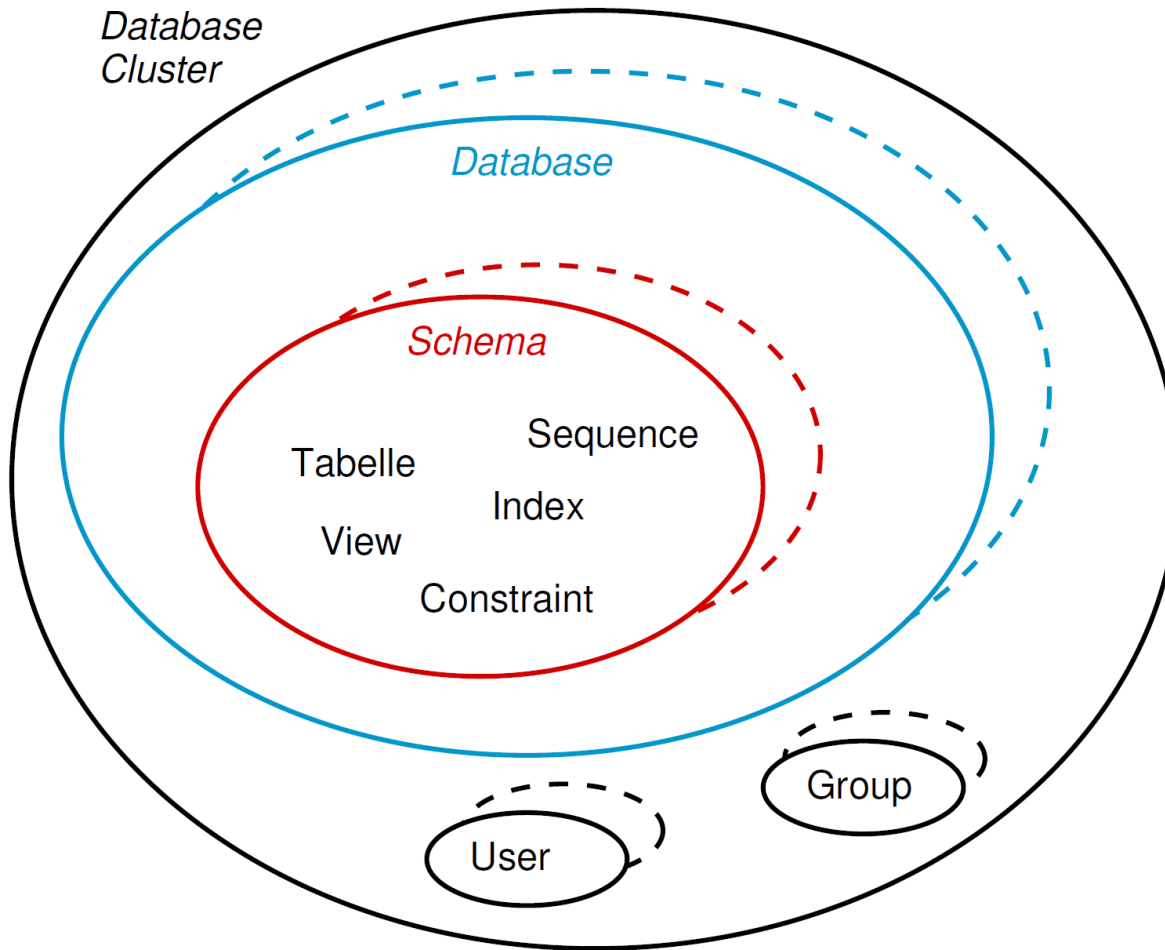 Database
Cluster
Database
Schema
Sequence
Tabelle
Index
View
Constraint
Group
User